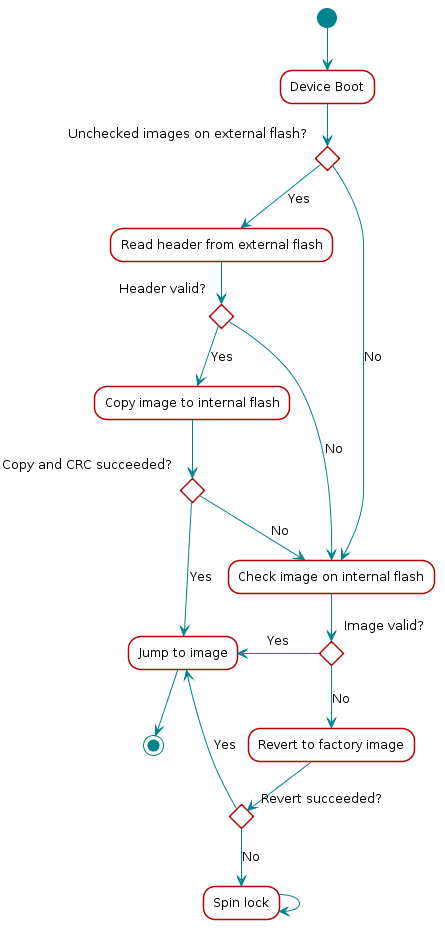 Device Boot
Unchecked images on external flash?
Yes
Read header from external flash
Header valid?
Yes
No
Copy image to internal flash
No
Copy and CRC succeeded?
No
Check image on internal flash
Yes
Image valid?
Yes
Jump to image
No
Revert to factory image
Yes
Revert succeeded?
No
Spin lock